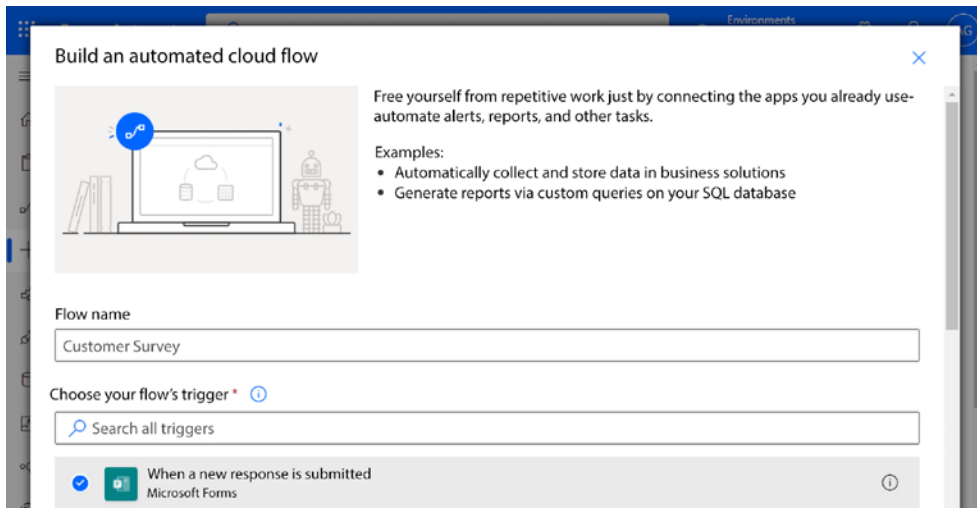 Environments
Build an automated cloud flow
Free yourself from repetitive work just by connecting the apps you already use-
automate alerts, reports, and other tasks.
Examples:
• Automatically collect and store data in business solutions
• Generate reports via custom queries on your SQL database
Flow name
Customer Survey
Choose your flow's trigger *
Search all triggers
When a new response is submitted
Microsoft Forms